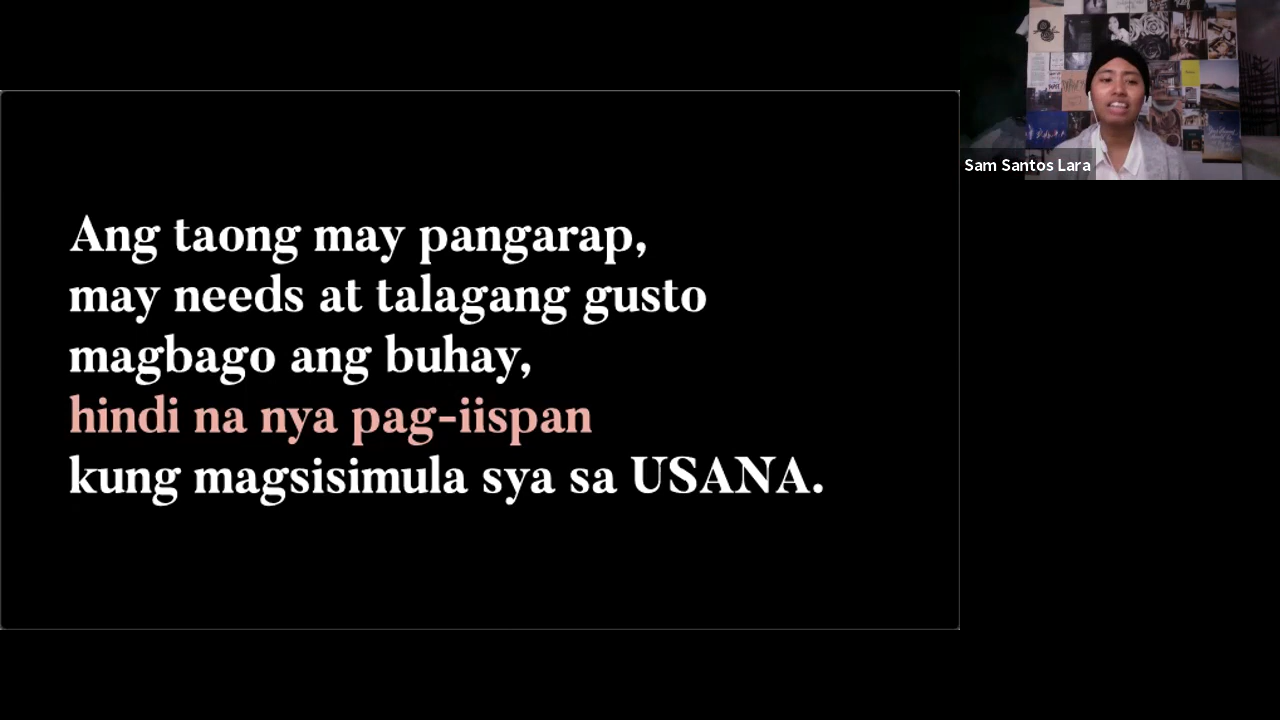 Ang taong may pangarap,
may needs at talagang gusto
magbago ang buhay,
hindi na nya pag-iispan
kung magsisimula sya sa USANA.
Sam Santos Lara